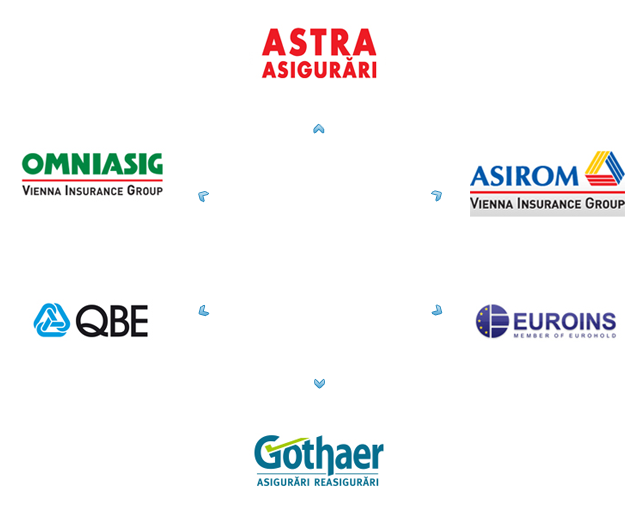 ASTRA
ASIGURĂRI
OMNIASIG
VIENNA INSURANCE GROUP
ASIROM
VIENNA INSURANCE GROUP
QBE
EUROINS
MEMBER OF EUROHOLD
Gothaer
ASIGURĂRI REASIGURĂRI